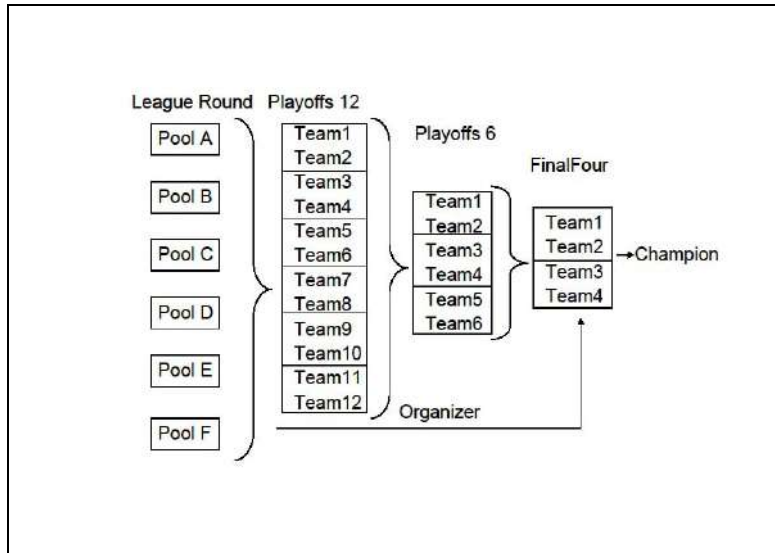 League Round
Pool A
Pool B
Pool C
Pool D
Pool E
Pool F
Playoffs 12
Team1
Team2
Team3
Team4
Team5
Team6
Team7
Team8
Team9
Team10
Team11
Team12
Playoffs 6
Team1
Team2
Team3
Team4
Team5
Team6
FinalFour
Team1
Team2
Team3
Team4
Champion
Organizer